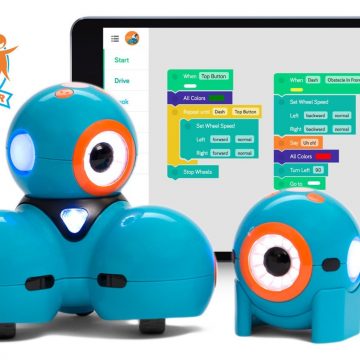 Start
Drive
When Top Button
All Colors
Repeat until Dash Top Button
Set Wheel Speed
Left forward normal
Right forward normal
Stop Wheels
When Dash Obstacle in Fron
Set Wheel Speed
Left backward normal
Right backward normal
Say Uh oh!
All Colors
Turn Left 90
Go to